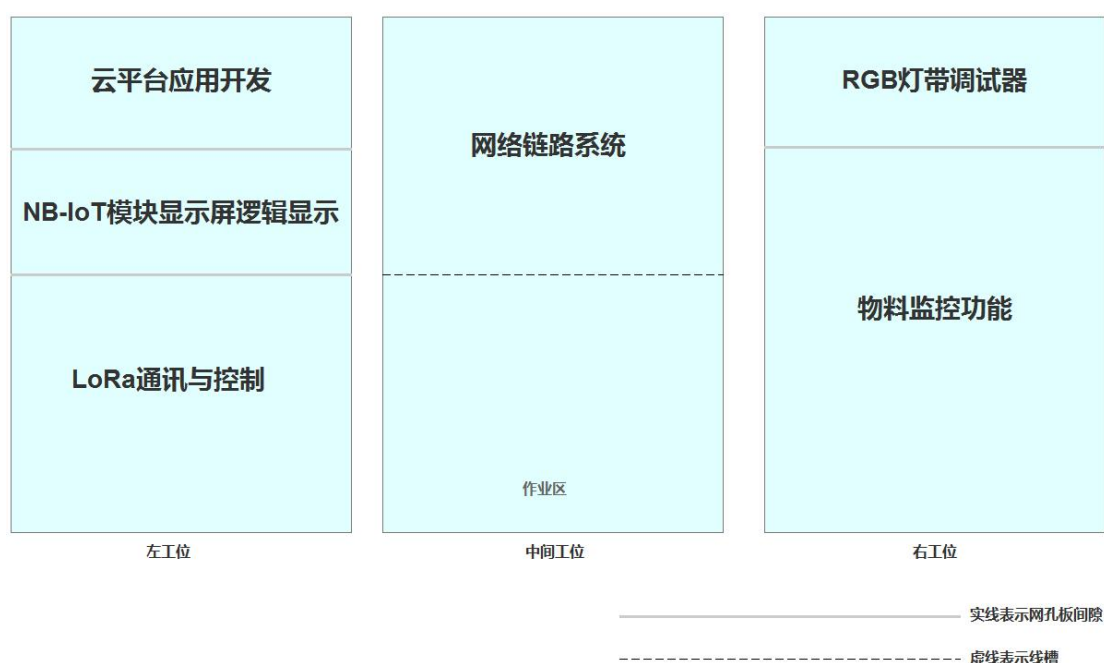 云平台应用开发
NB-IoT模块显示屏逻辑显示
LoRa通讯与控制
左工位
网络链路系统
作业区
中间工位
RGB灯带调试器
物料监控功能
右工位
实线表示网孔板间隙
虚线表示线槽